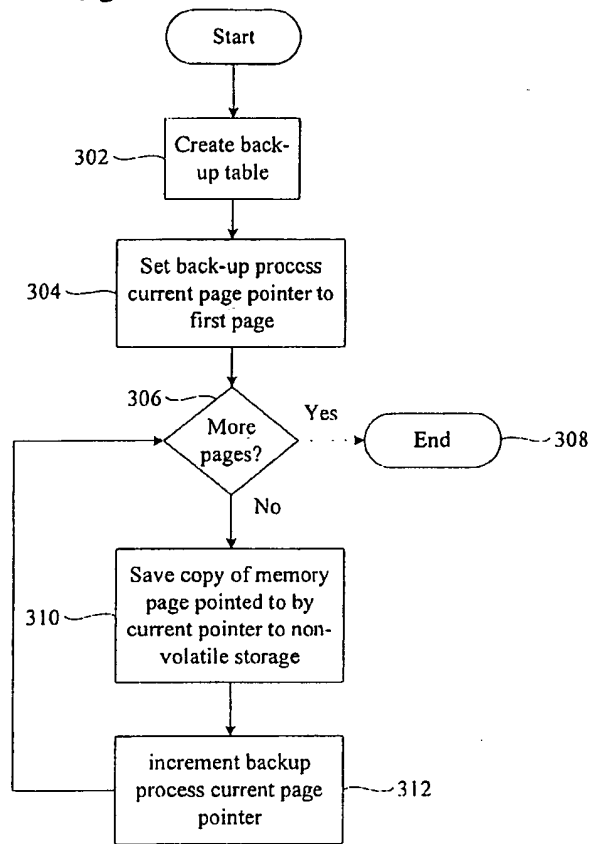 Start
302
Create back-
up table
304
Set back-up process
current page pointer to
first page
306
More
pages?
Yes
End
308
No
310
Save copy of memory
page pointed to by
current pointer to non-
volatile storage
increment backup
process current page
pointer
312